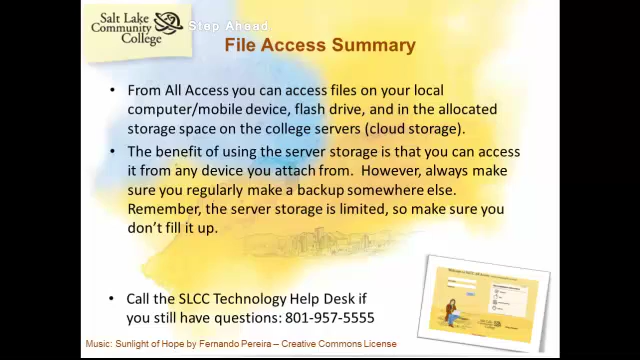 Salt Lake
Community
College
Step Ahead
File Access Summary
• From All Access you can access files on your local
computer/mobile device, flash drive, and in the allocated
storage space on the college servers (cloud storage).
• The benefit of using the server storage is that you can access
it from any device you attach from.  However, always make
sure you regularly make a backup somewhere else.
Remember, the server storage is limited, so make sure you
don’t fill it up.
• Call the SLCC Technology Help Desk if
you still have questions: 801-957-5555
Music: Sunlight of Hope by Fernando Pereira – Creative Commons License